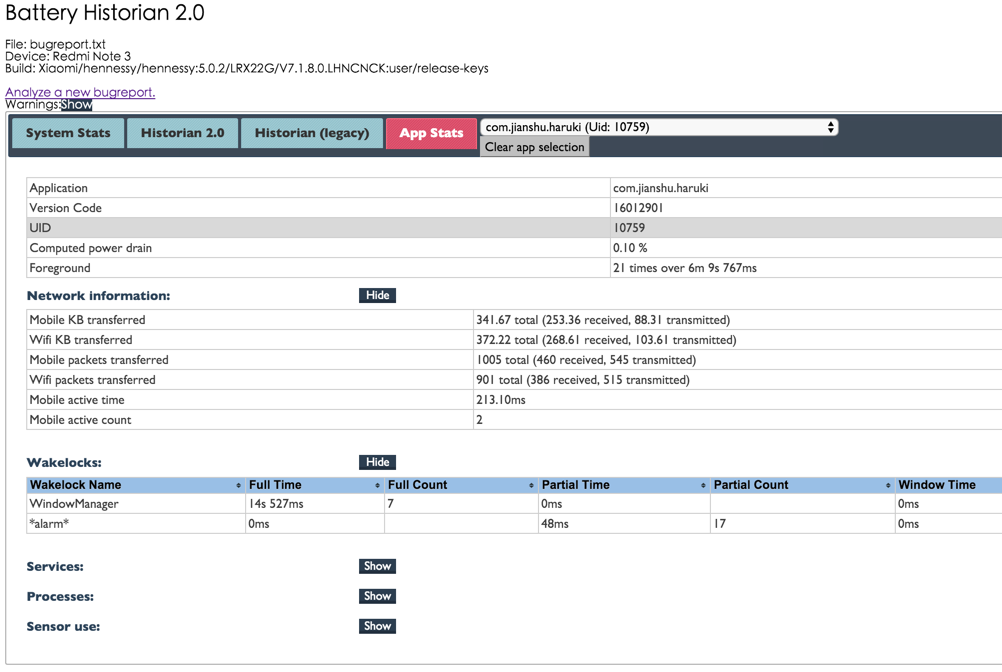 Battery Historian 2.0
File: bugreport.txt
Device: Redmi Note 3
Build: Xiaomi/hennessy/hennessy:5.0.2/LRX22G/V7.1.8.0.LHNCNCK:user/release-keys
Analyze a new bugreport.
Warnings:Show
System Stats Historian 2.0 Historian (legacy) App Stats com.jianshu.haruki (Uid: 10759)
Clear app selection
Application com.jianshu.haruki
Version Code 16012901
UID 10759
Computed power drain 0.10 %
Foreground 21 times over 6m 9s 767ms
Network information: Hide
Mobile KB transferred 341.67 total (253.36 received, 88.31 transmitted)
Wifi KB transferred 372.22 total (268.61 received, 103.61 transmitted)
Mobile packets transferred 1005 total (460 received, 545 transmitted)
Wifi packets transferred 901 total (386 received, 515 transmitted)
Mobile active time 213.10ms
Mobile active count 2
Wakelocks: Hide
Wakelock Name Full Time Full Count Partial Time Partial Count Window Time
WindowManager 14s 527ms 7 0ms 0ms
*alarm* 0ms 48ms 17 0ms
Services: Show
Processes: Show
Sensor use: Show